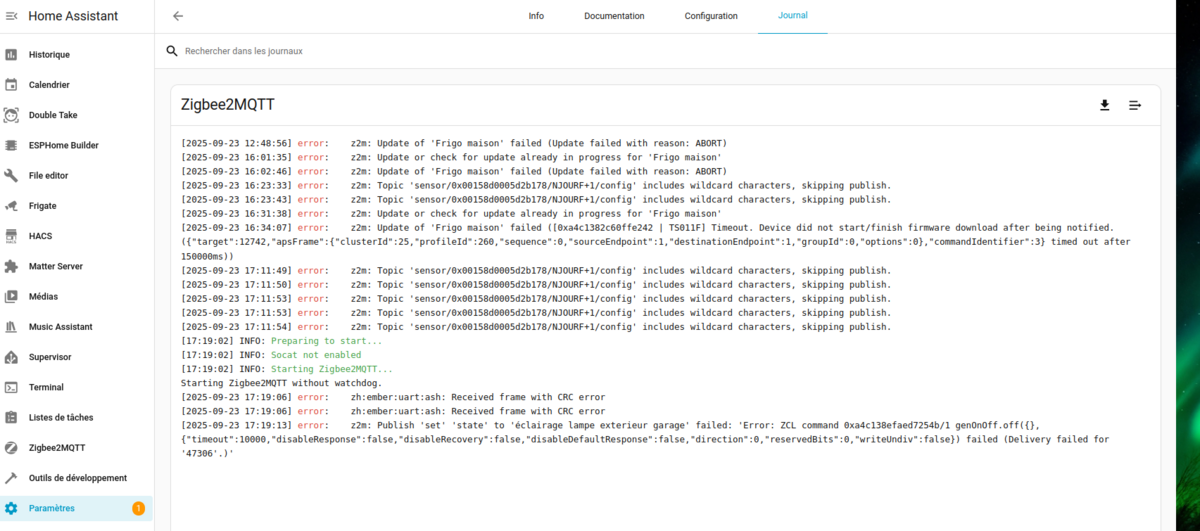 Home Assistant
Info
Documentation
Configuration
Journal
Historique
Calendrier
Double Take
ESPHome Builder
File editor
Frigate
HACS
HACS
Matter Server
Médias
Music Assistant
Supervisor
Terminal
Listes de tâches
Zigbee2MQTT
Outils de développement
Paramètres
1
Rechercher dans les journaux
Zigbee2MQTT
[2025-09-23 12:48:56] error: z2m: Update of 'Frigo maison' failed (Update failed with reason: ABORT)
[2025-09-23 16:01:35] error: z2m: Update or check for update already in progress for 'Frigo maison'
[2025-09-23 16:02:46] error: z2m: Update of 'Frigo maison' failed (Update failed with reason: ABORT)
[2025-09-23 16:23:33] error: z2m: Topic 'sensor/0x00158d0005d2b178/NJOURF+1/config' includes wildcard characters, skipping publish.
[2025-09-23 16:23:43] error: z2m: Topic 'sensor/0x00158d0005d2b178/NJOURF+1/config' includes wildcard characters, skipping publish.
[2025-09-23 16:31:38] error: z2m: Update or check for update already in progress for 'Frigo maison'
[2025-09-23 16:34:07] error: z2m: Update of 'Frigo maison' failed ([0xa4c1382c60ffe242 | TS011F] Timeout. Device did not start/finish firmware download after being notified.
({"target":12742,"apsFrame":{"clusterId":25,"profileId":260,"sequence":0,"sourceEndpoint":1,"destinationEndpoint":1,"groupId":0,"options":0},"commandIdentifier":3} timed out after
150000ms))
[2025-09-23 17:11:49] error: z2m: Topic 'sensor/0x00158d0005d2b178/NJOURF+1/config' includes wildcard characters, skipping publish.
[2025-09-23 17:11:50] error: z2m: Topic 'sensor/0x00158d0005d2b178/NJOURF+1/config' includes wildcard characters, skipping publish.
[2025-09-23 17:11:53] error: z2m: Topic 'sensor/0x00158d0005d2b178/NJOURF+1/config' includes wildcard characters, skipping publish.
[2025-09-23 17:11:53] error: z2m: Topic 'sensor/0x00158d0005d2b178/NJOURF+1/config' includes wildcard characters, skipping publish.
[2025-09-23 17:11:54] error: z2m: Topic 'sensor/0x00158d0005d2b178/NJOURF+1/config' includes wildcard characters, skipping publish.
[17:19:02] INFO: Preparing to start...
[17:19:02] INFO: Socat not enabled
[17:19:02] INFO: Starting Zigbee2MQTT...
Starting Zigbee2MQTT without watchdog.
[2025-09-23 17:19:06] error: zh:ember:uart:ash: Received frame with CRC error
[2025-09-23 17:19:06] error: zh:ember:uart:ash: Received frame with CRC error
[2025-09-23 17:19:13] error: z2m: Publish 'set' 'state' to 'éclairage lampe exterieur garage' failed: 'Error: ZCL command 0xa4c138efaed7254b/1 genOnOff.off({},
{"timeout":10000,"disableResponse":false,"disableRecovery":false,"disableDefaultResponse":false,"direction":0,"reservedBits":0,"writeUndiv":false}) failed (Delivery failed for
'47306'.)'